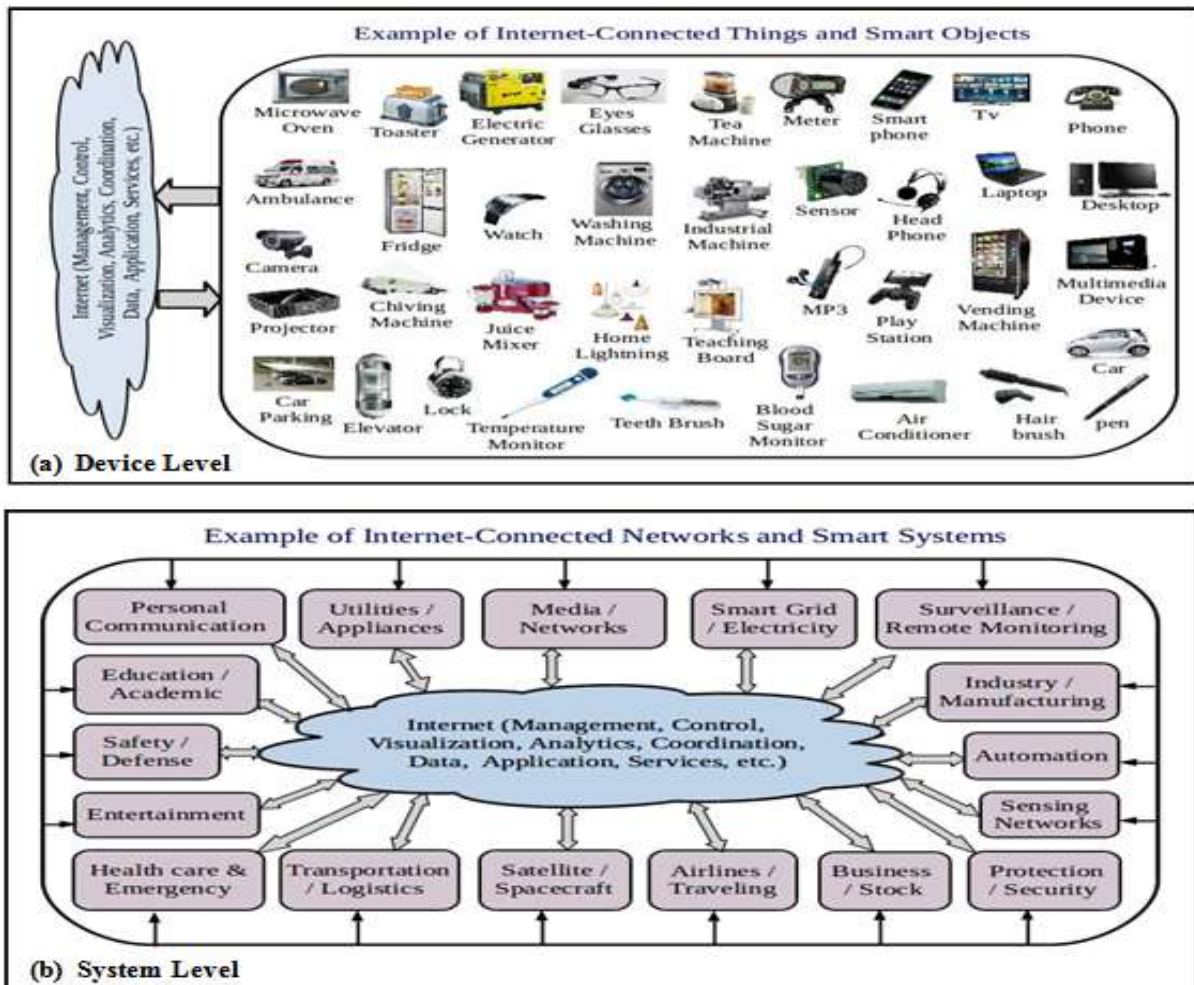 Example of Internet-Connected Things and Smart Objects
Internet (Management, Control,
Visualization, Analytics, Coordination,
Data, Application, Services, etc.)
Microwave
Oven
Toaster
Electric
Generator
Eyes
Glasses
Tea
Machine
Meter
Smart
phone
Tv
Phone
Ambulance
Fridge
Watch
Washing
Machine
Industrial
Machine
Sensor
Head
Phone
Laptop
Desktop
Camera
Projector
Chiving
Machine
Juice
Mixer
Home
Lightning
Teaching
Board
MP3
Play
Station
Vending
Machine
Multimedia
Device
Car
Car
Parking
Elevator
Lock
Temperature
Monitor
Teeth Brush
Blood
Sugar
Monitor
Air
Conditioner
Hair
brush
pen
(a) Device Level
Example of Internet-Connected Networks and Smart Systems
Personal
Communication
Utilities /
Appliances
Media /
Networks
Smart Grid
/ Electricity
Surveillance /
Remote Monitoring
Education /
Academic
Industry /
Manufacturing
Safety /
Defense
Internet (Management, Control,
Visualization, Analytics, Coordination,
Data, Application, Services, etc.)
Automation
Entertainment
Sensing
Networks
Health care &
Emergency
Transportation
/ Logistics
Satellite /
Spacecraft
Airlines /
Traveling
Business
/ Stock
Protection
/ Security
(b) System Level